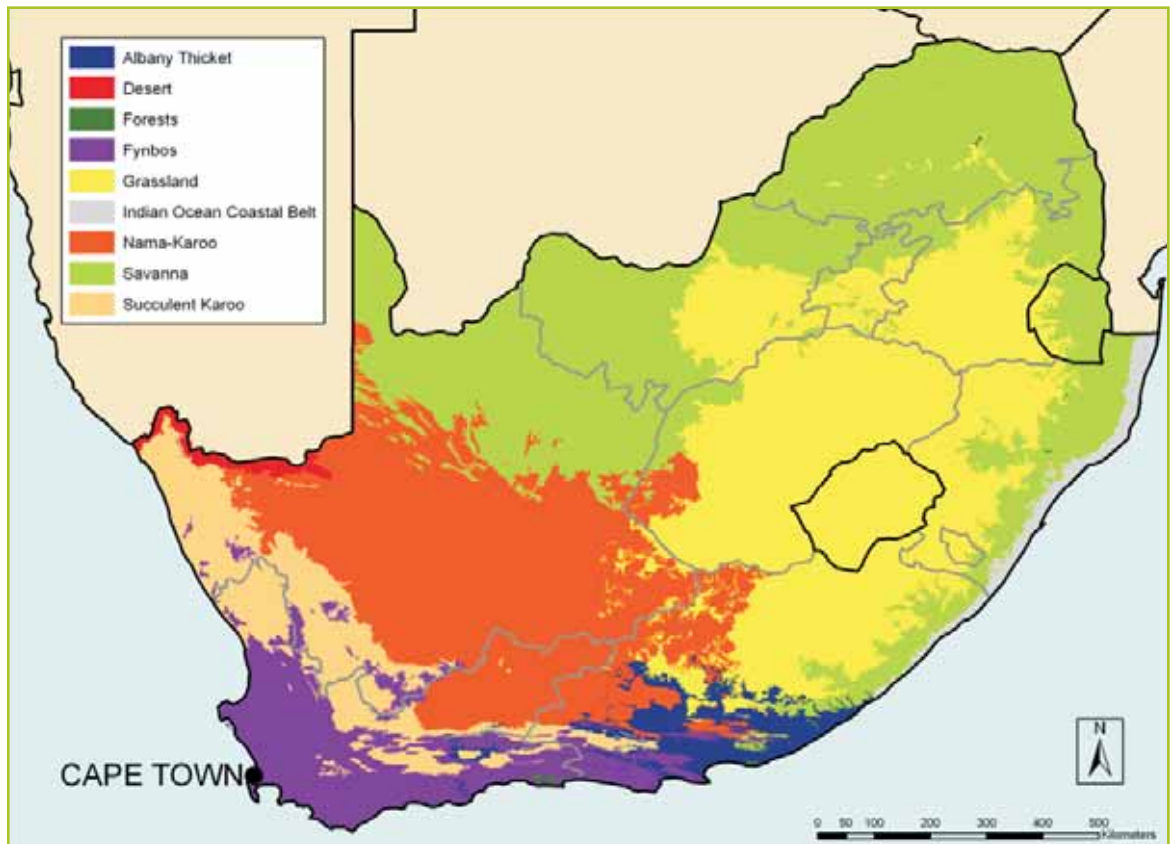 Albany Thicket
Desert
Forests
Fynbos
Grassland
Indian Ocean Coastal Belt
Nama-Karoo
Savanna
Succulent Karoo
CAPE TOWN
N
0 50 100 200 300 400 500
Kilometers